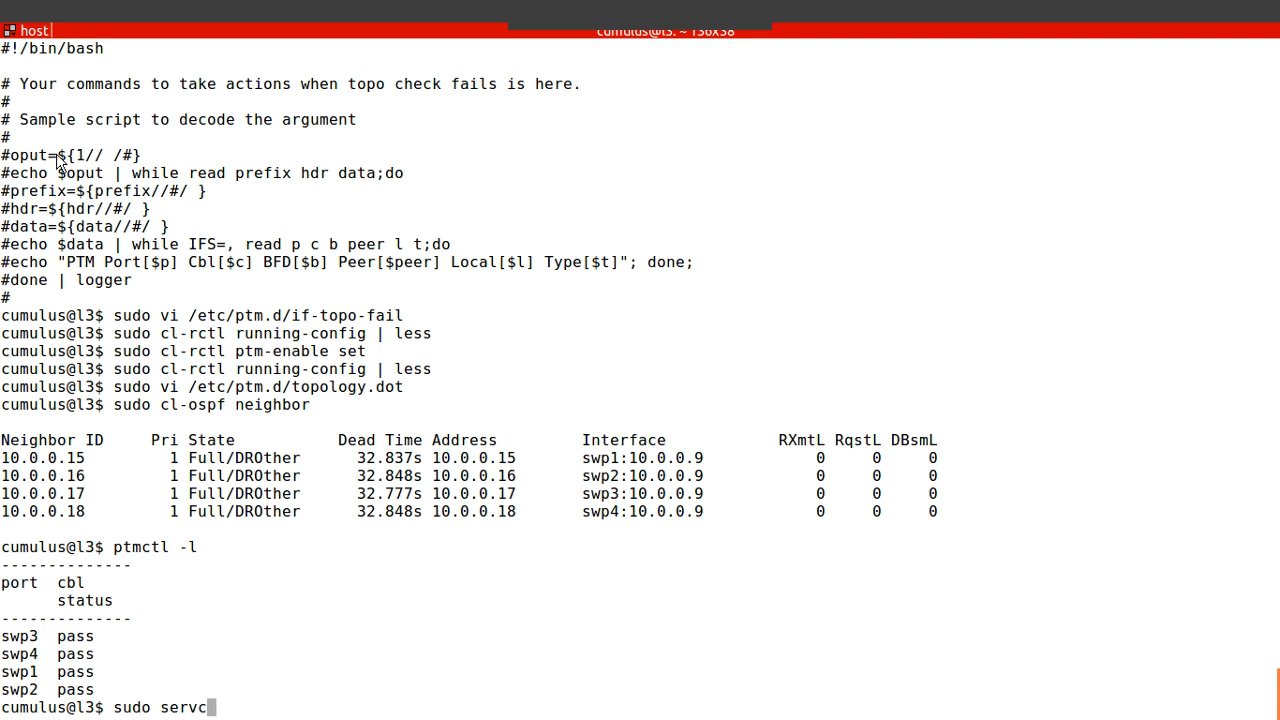 host
cumulus@l3: ~ 136x38
#!/bin/bash
# Your commands to take actions when topo check fails is here.
#
# Sample script to decode the argument
#
#oput=${1// /#}
#echo $oput | while read prefix hdr data;do
#prefix=${prefix//#/ }
#hdr=${hdr//#/ }
#data=${data//#/ }
#echo $data | while IFS=, read p c b peer l t;do
#echo "PTM Port[$p] Cbl[$c] BFD[$b] Peer[$peer] Local[$l] Type[$t]"; done;
#done | logger
#
cumulus@l3$ sudo vi /etc/ptm.d/if-topo-fail
cumulus@l3$ sudo cl-rctl running-config | less
cumulus@l3$ sudo cl-rctl ptm-enable set
cumulus@l3$ sudo cl-rctl running-config | less
cumulus@l3$ sudo vi /etc/ptm.d/topology.dot
cumulus@l3$ sudo cl-ospf neighbor
Neighbor ID     Pri State           Dead Time Address         Interface            RXmtL RqstL DBsmL
10.0.0.15         1 Full/DROther      32.837s 10.0.0.15       swp1:10.0.0.9            0     0     0
10.0.0.16         1 Full/DROther      32.848s 10.0.0.16       swp2:10.0.0.9            0     0     0
10.0.0.17         1 Full/DROther      32.777s 10.0.0.17       swp3:10.0.0.9            0     0     0
10.0.0.18         1 Full/DROther      32.848s 10.0.0.18       swp4:10.0.0.9            0     0     0
cumulus@l3$ ptmctl -l
--------------
port  cbl
      status
--------------
swp3  pass
swp4  pass
swp1  pass
swp2  pass
cumulus@l3$ sudo servc